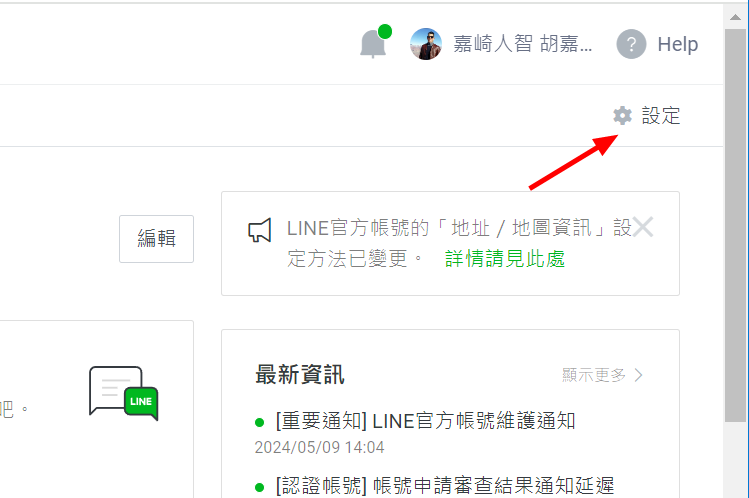 嘉崎人智 胡嘉...
? Help
設定
編輯
LINE官方帳號的「地址／地圖資訊」設
定方法已變更。 詳情請見此處
吧。
LINE
最新資訊
顯示更多
[重要通知] LINE官方帳號維護通知
2024/05/09 14:04
[認證帳號] 帳號申請審查結果通知延遲